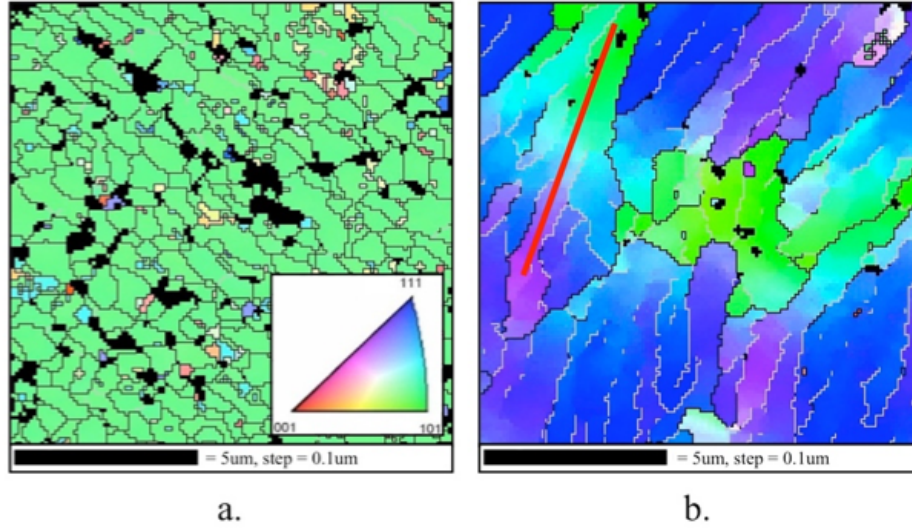 111
001
101
= 5um, step = 0.1um
= 5um, step = 0.1um
a.
b.